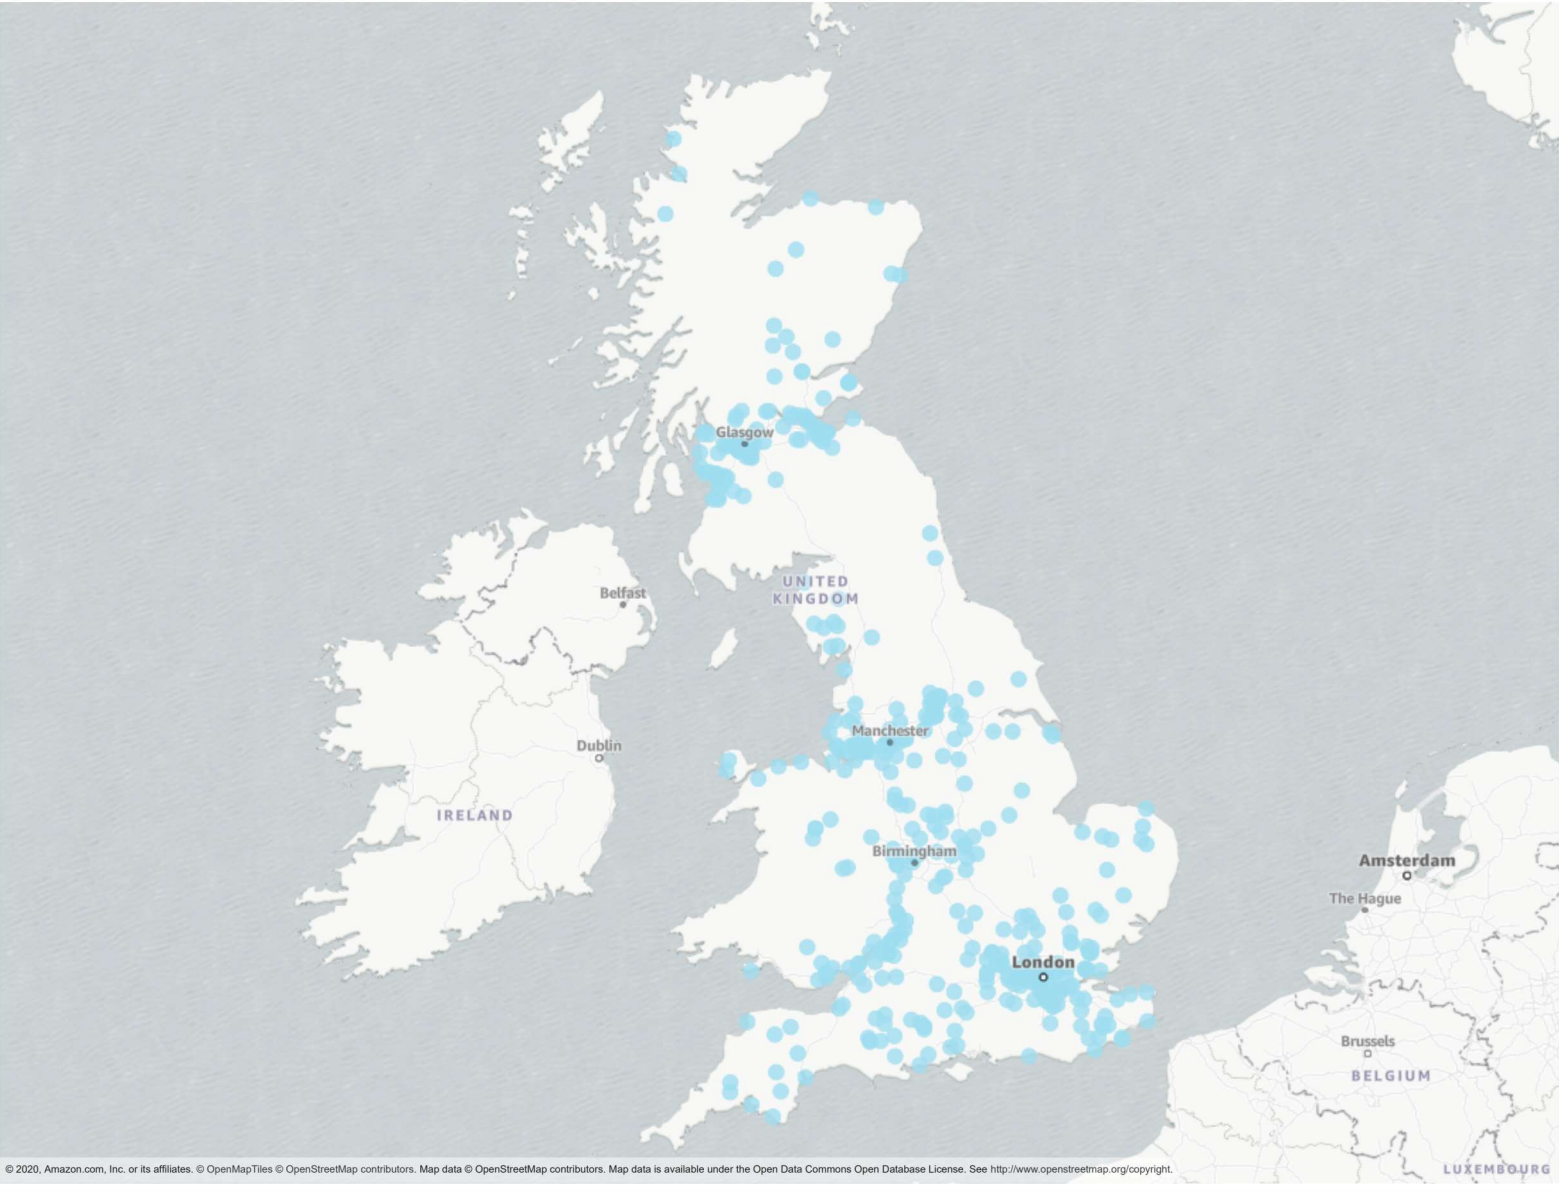 Glasgow
UNITED
KINGDOM
Belfast
Manchester
Dublin
IRELAND
Birmingham
Amsterdam
The Hague
London
Brussels
BELGIUM
LUXEMBOURG
© 2020, Amazon.com, Inc. or its affiliates. © OpenMapTiles © OpenStreetMap contributors. Map data © OpenStreetMap contributors. Map data is available under the Open Data Commons Open Database License. See http://www.openstreetmap.org/copyright.